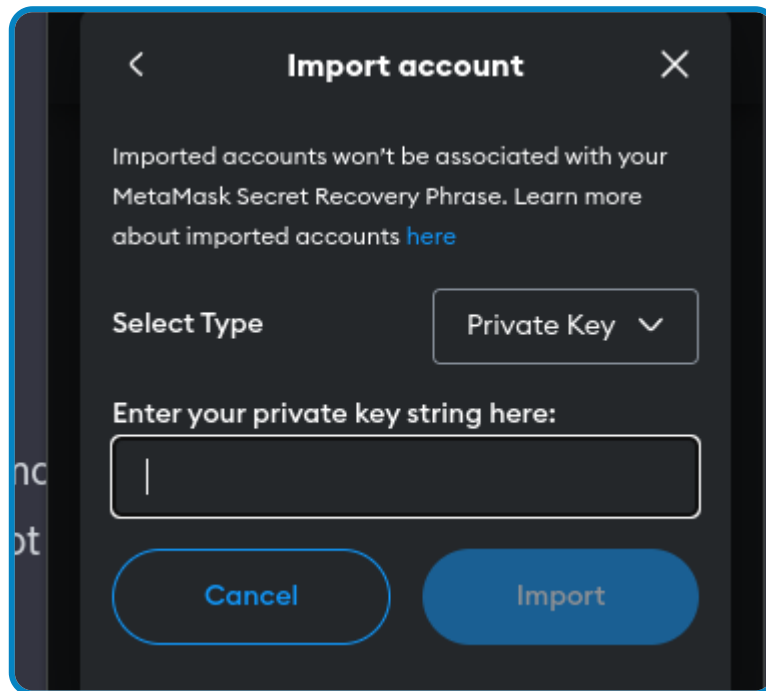 Import account
Imported accounts won't be associated with your
MetaMask Secret Recovery Phrase. Learn more
about imported accounts here
Select Type
Private Key
Enter your private key string here:
Cancel
Import